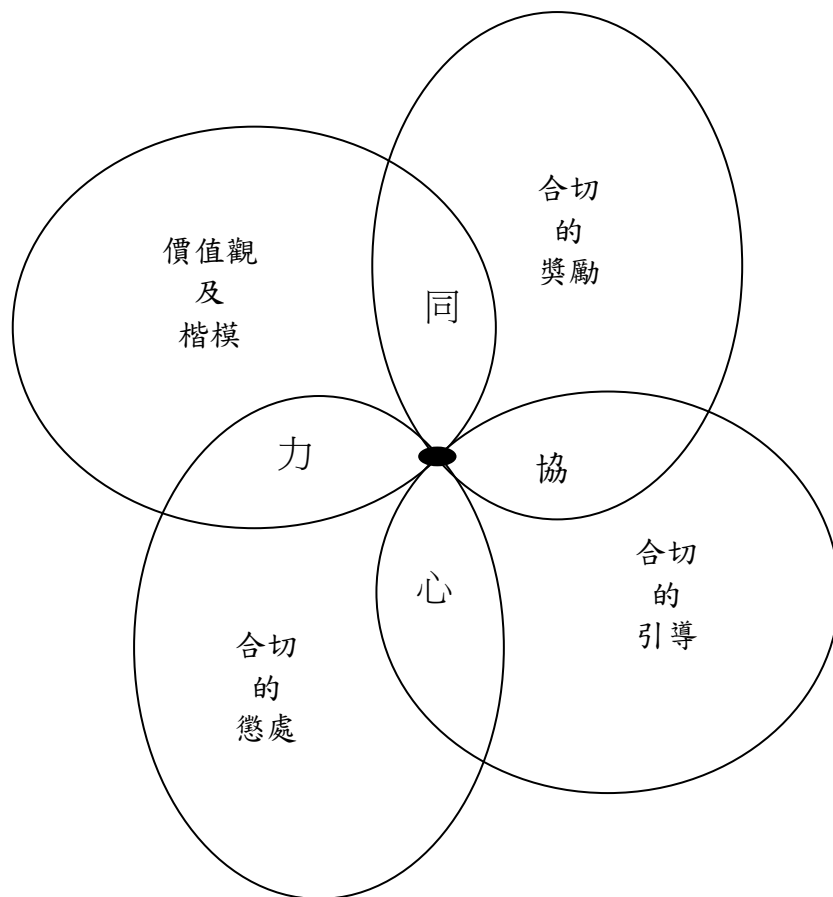 合切
的
獎勵
價值觀
及
楷模
同
力
協
心
合切
的
引導
合切
的
懲處